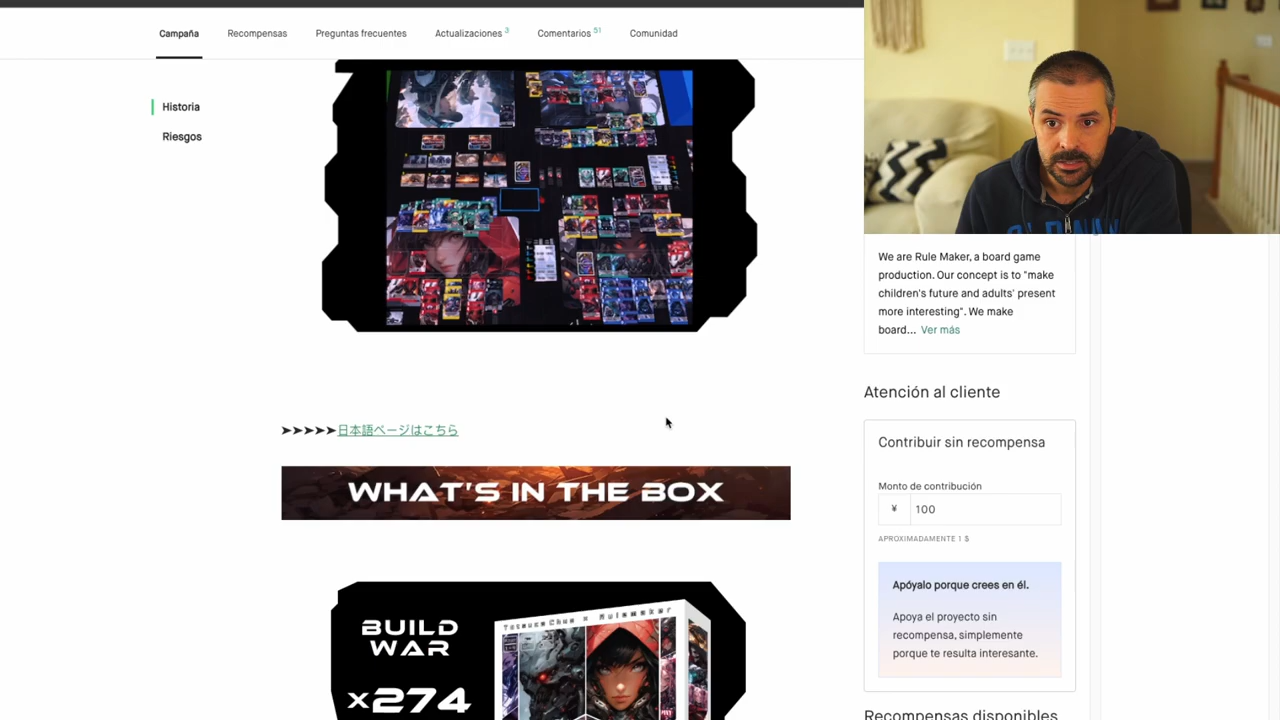 Campaña
Recompensas
Preguntas frecuentes
Actualizaciones 3
Comentarios 51
Comunidad
Historia
Riesgos
We are Rule Maker, a board game
production. Our concept is to "make
children's future and adults' present
more interesting". We make
board... Ver más
Atención al cliente
➤➤➤➤➤日本語ページはこちら
Contribuir sin recompensa
WHAT'S IN THE BOX
Monto de contribución
¥ 100
APROXIMADAMENTE 1 $
Apóyalo porque crees en él.
Apoya el proyecto sin
recompensa, simplemente
porque te resulta interesante.
BUILD
WAR
x274
Recompensas disponibles